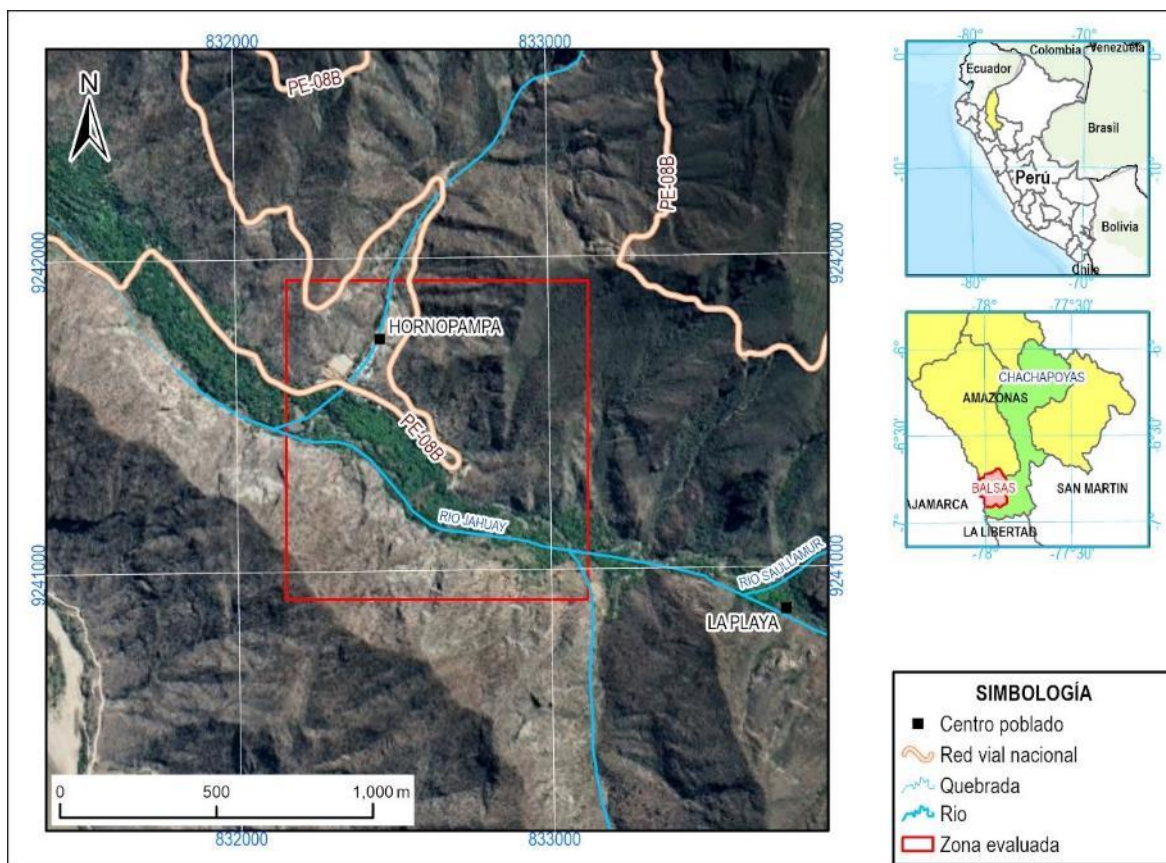 832000
833000
9242000
9241000
9242000
9241000
832000
833000
N
PE-08B
PE-08B
HORNOPAMPA
PE-08B
RIO JAHUAY
RIO SAULLAMUR
LA PLAYA
0
500
1,000 m
-80°
-70°
0°
0°
-10°
-10°
-80°
-70°
Colombia
Venezuela
Ecuador
Brasil
Perú
Bolivia
Chile
-78°
-77°30'
-6°
-6°
-6°30'
-6°30'
-7°
-7°
-78°
-77°30'
CHACHAPOYAS
AMAZONAS
BALSAS
SAN MARTIN
AJAMARCA
LA LIBERTAD
SIMBOLOGÍA
Centro poblado
Red vial nacional
Quebrada
Rio
Zona evaluada